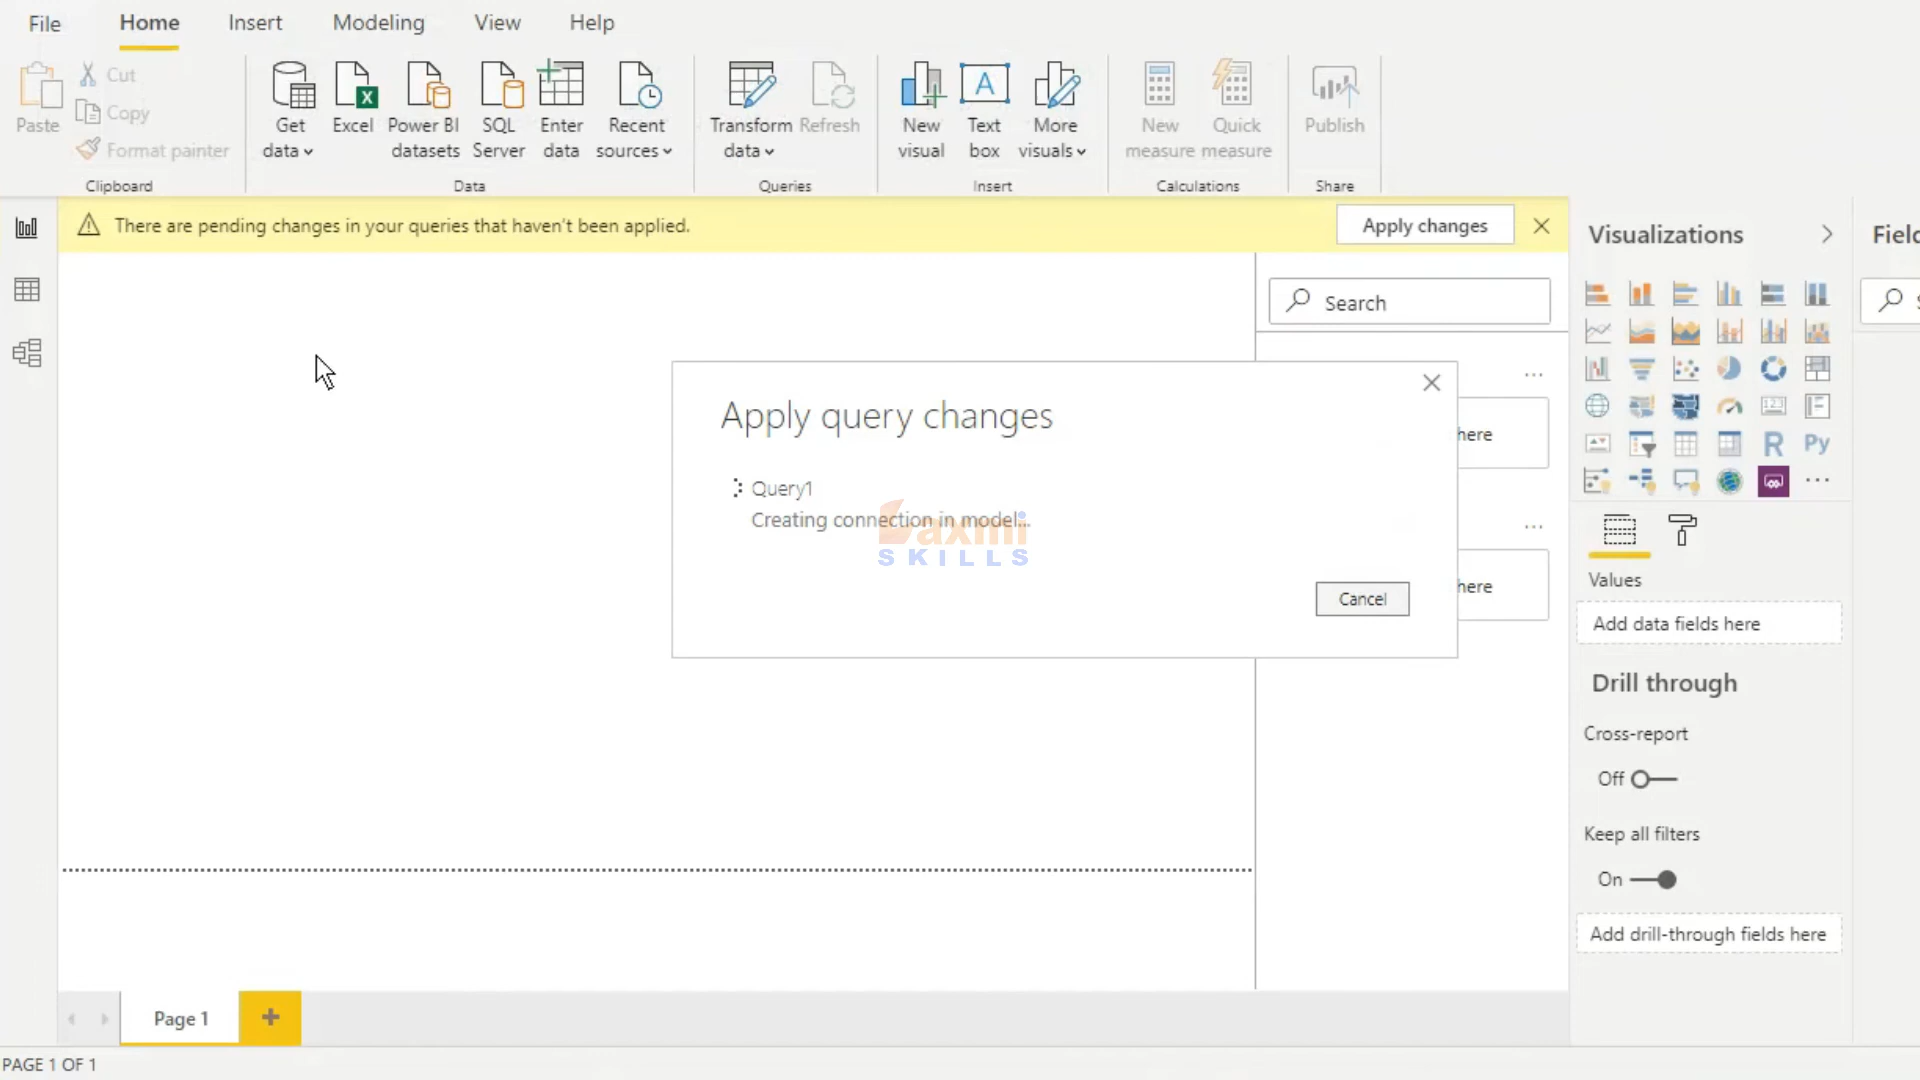 File Home Insert Modeling View Help
Paste
Cut
Copy
Format painter
Clipboard
Get data
Excel
Power BI datasets
SQL Server
Enter data
Recent sources
Data
Transform data
Refresh
Queries
New visual
Text box
More visuals
Insert
New measure
Quick measure
Calculations
Publish
Share
There are pending changes in your queries that haven't been applied.
Apply changes
Search
here
here
Apply query changes
Query1
Creating connection in model...
axmi
SKILLS
Cancel
Visualizations
123
R
Py
Values
Add data fields here
Drill through
Cross-report
Off
Keep all filters
On
Add drill-through fields here
Page 1
PAGE 1 OF 1